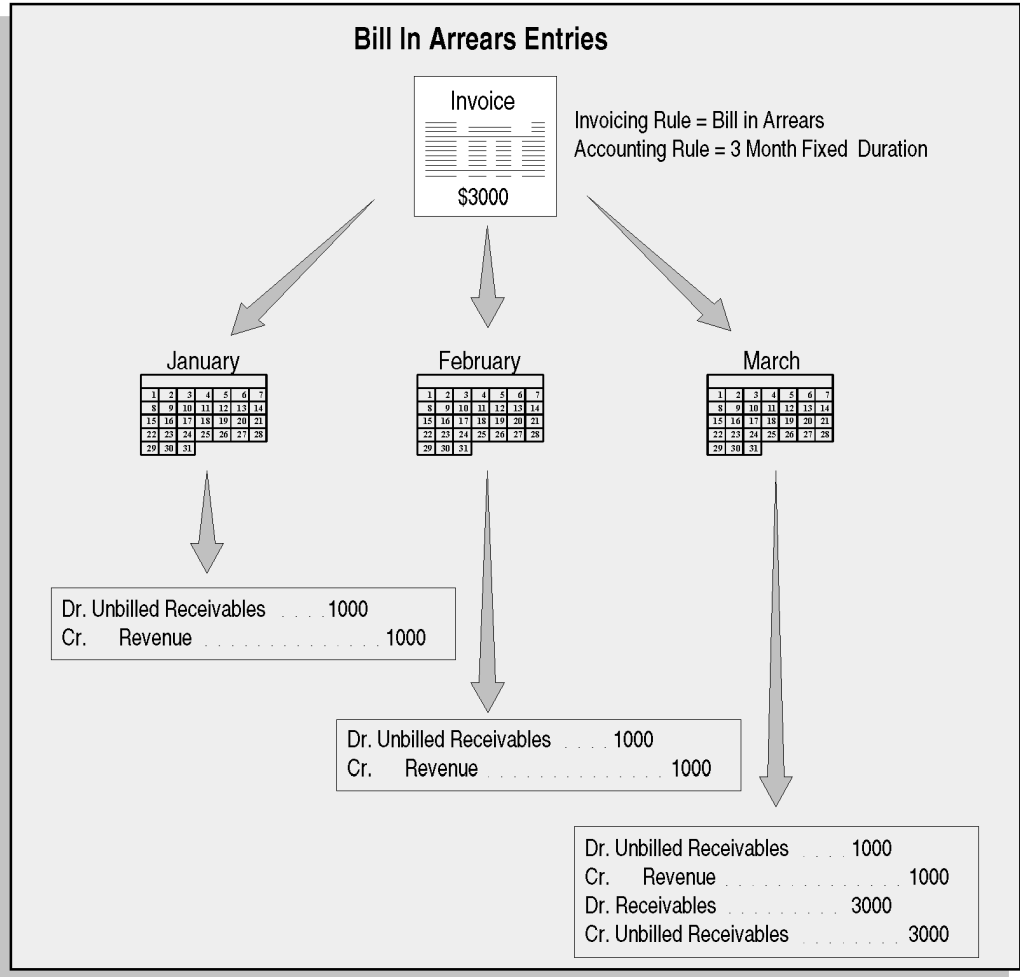 Bill In Arrears Entries
Invoice
$3000
Invoicing Rule = Bill in Arrears
Accounting Rule = 3 Month Fixed Duration
January
1 2 3 4 5 6 7
8 9 10 11 12 13 14
15 16 17 18 19 20 21
22 23 24 25 26 27 28
29 30 31
February
1 2 3 4 5 6 7
8 9 10 11 12 13 14
15 16 17 18 19 20 21
22 23 24 25 26 27 28
29 30 31
March
1 2 3 4 5 6 7
8 9 10 11 12 13 14
15 16 17 18 19 20 21
22 23 24 25 26 27 28
29 30 31
Dr. Unbilled Receivables . . . . 1000
Cr. Revenue . . . . . . . . . . . . . . . 1000
Dr. Unbilled Receivables . . . . 1000
Cr. Revenue . . . . . . . . . . . . . . . 1000
Dr. Unbilled Receivables . . . . 1000
Cr. Revenue . . . . . . . . . . . . . . . 1000
Dr. Receivables . . . . . . . . . 3000
Cr. Unbilled Receivables . . . . . . . . 3000